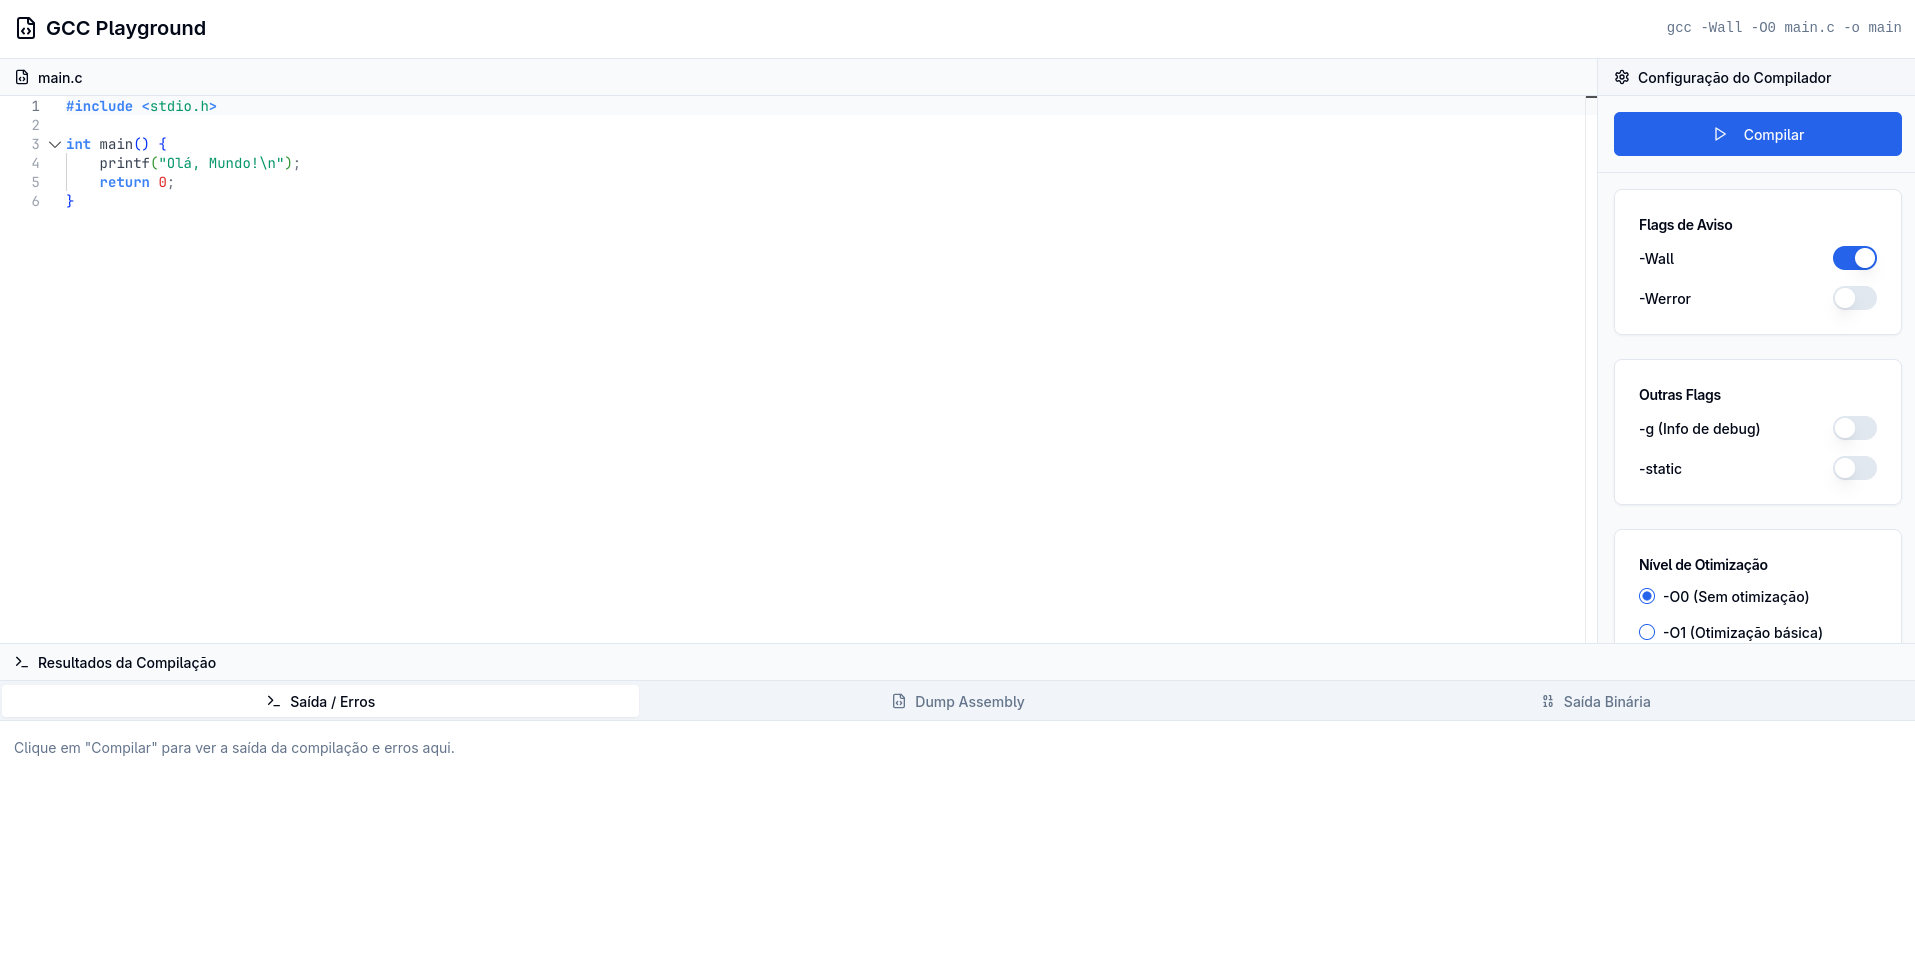 GCC Playground
gcc -Wall -O0 main.c -o main
main.c
Configuração do Compilador
1 #include <stdio.h>
2
3 int main() {
4     printf("Olá, Mundo!\n");
5     return 0;
6 }
Compilar
Flags de Aviso
-Wall
-Werror
Outras Flags
-g (Info de debug)
-static
Nível de Otimização
-O0 (Sem otimização)
-O1 (Otimização básica)
Resultados da Compilação
Saída / Erros
Dump Assembly
Saída Binária
Clique em "Compilar" para ver a saída da compilação e erros aqui.